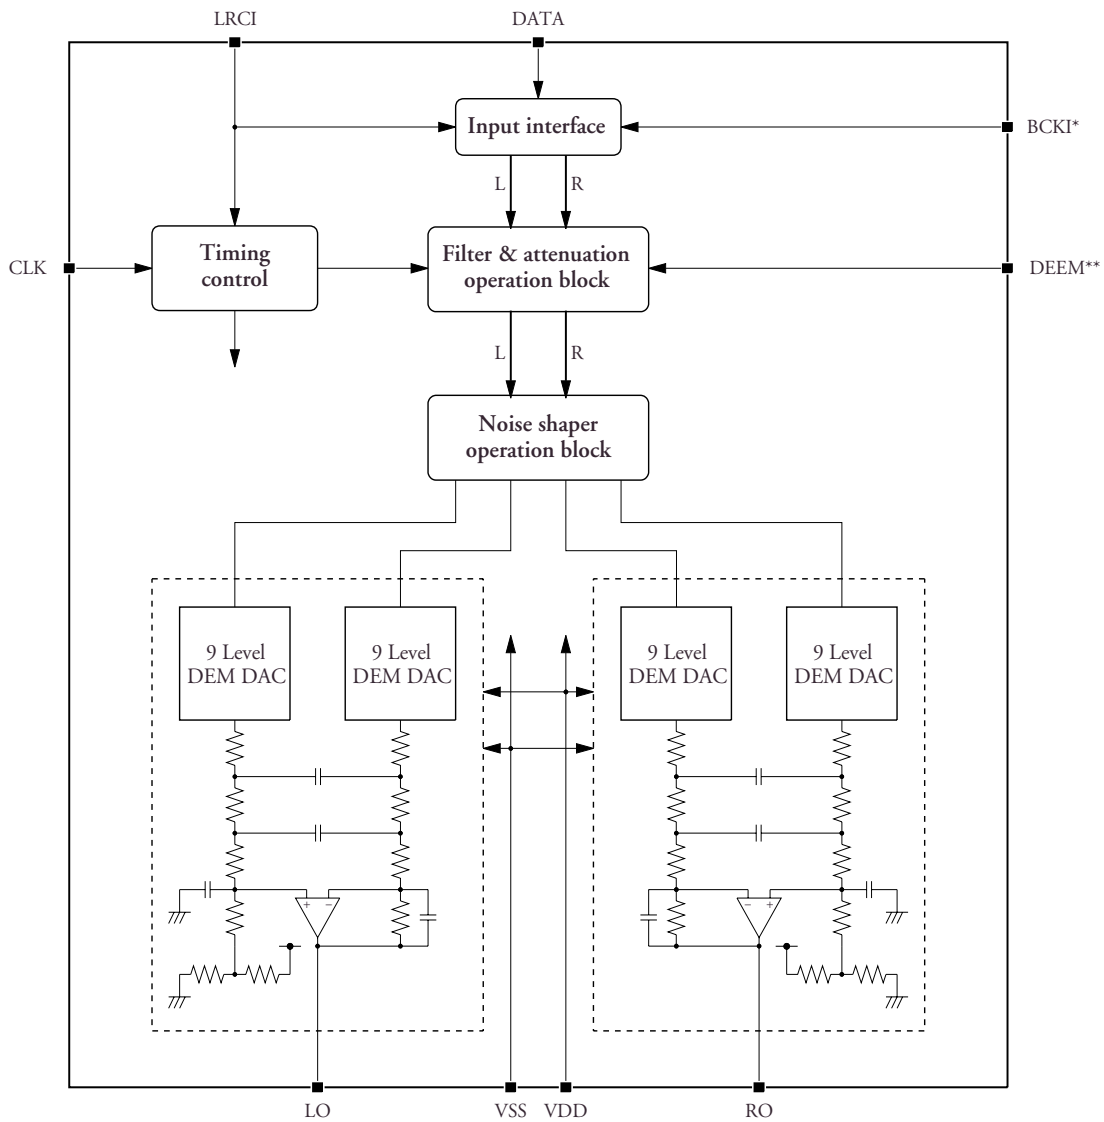 LRCI
DATA
Input interface
BCKI*
L
R
CLK
Timing
control
Filter & attenuation
operation block
DEEM**
L
R
Noise shaper
operation block
9 Level
DEM DAC
9 Level
DEM DAC
9 Level
DEM DAC
9 Level
DEM DAC
+
−
−
+
LO
VSS
VDD
RO